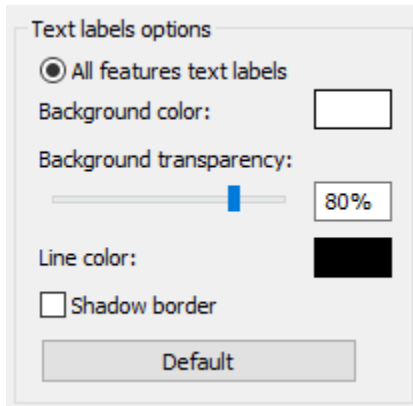 Text labels options
All features text labels
Background color:
Background transparency:
80%
Line color:
Shadow border
Default